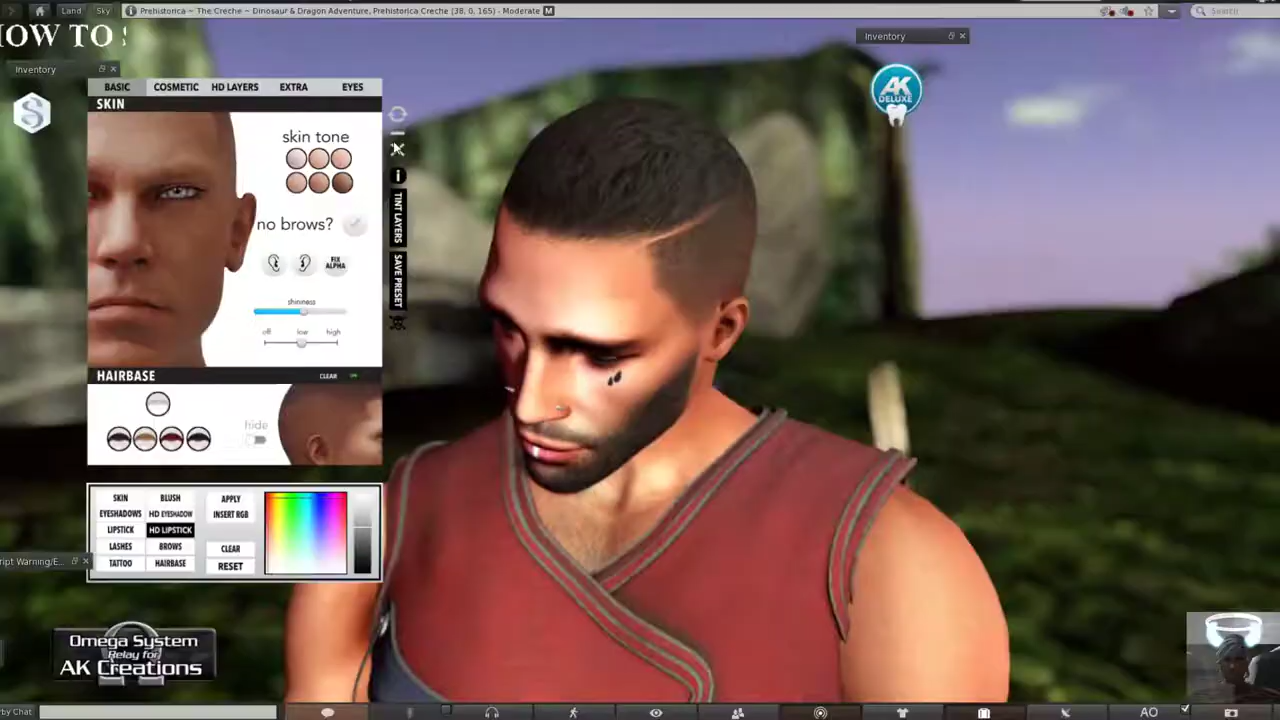 Land
Sky
Prehistorica ~ The Creche ~ Dinosaur & Dragon Adventure, Prehistorica Creche (38, 0, 165) - Moderate
M
Search
HOW TO
Inventory
Inventory
BASIC
COSMETIC
HD LAYERS
EXTRA
EYES
SKIN
AK
DELUXE
skin tone
no brows?
FIX
ALPHA
TINT LAYERS
SAVE PRESET
shininess
off
low
high
HAIRBASE
CLEAR
hide
SKIN
BLUSH
APPLY
EYESHADOWS
HD EYESHADOW
INSERT RGB
LIPSTICK
HD LIPSTICK
LASHES
BROWS
CLEAR
TATTOO
HAIRBASE
RESET
ript Warning/E...
Omega System
Relay for
AK Creations
by Chat
AO